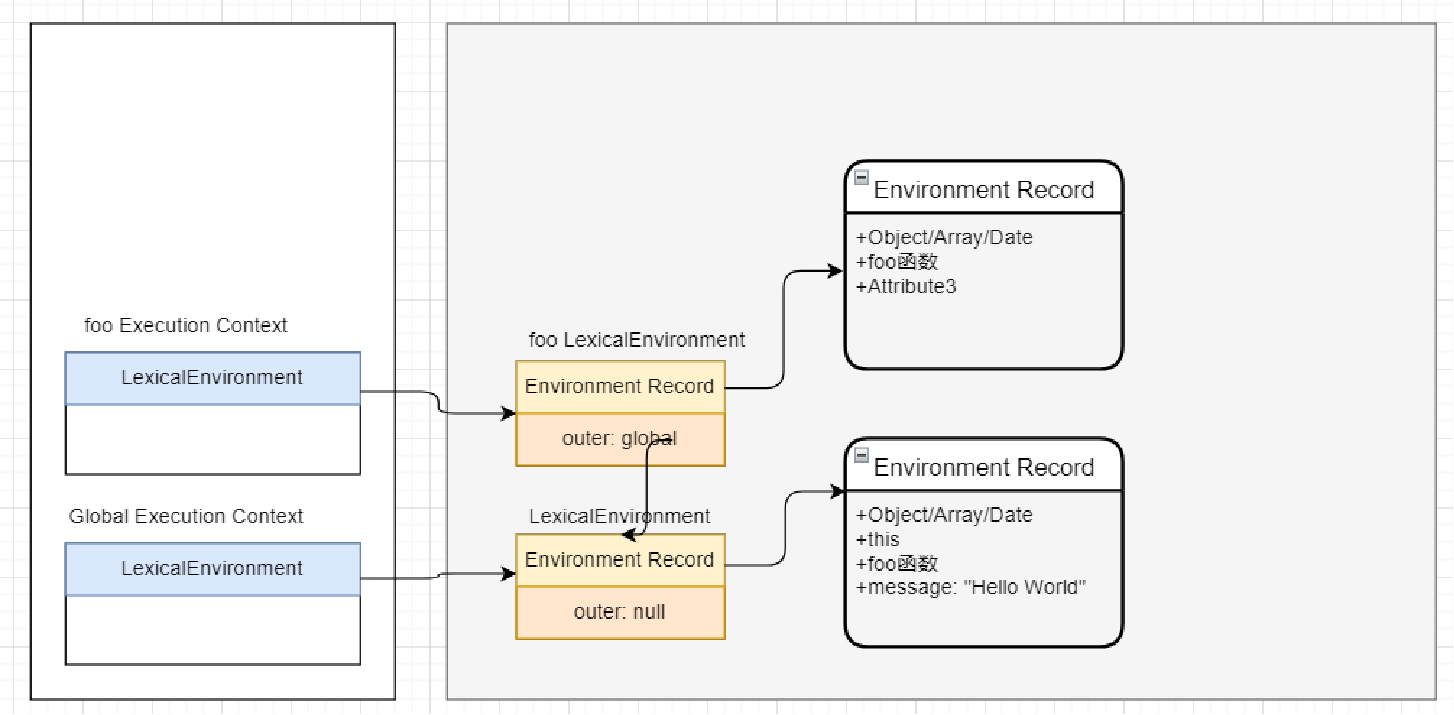 foo Execution Context
LexicalEnvironment
Global Execution Context
LexicalEnvironment
foo LexicalEnvironment
Environment Record
outer: global
LexicalEnvironment
Environment Record
outer: null
Environment Record
+Object/Array/Date
+foo函数
+Attribute3
Environment Record
+Object/Array/Date
+this
+foo函数
+message: "Hello World"